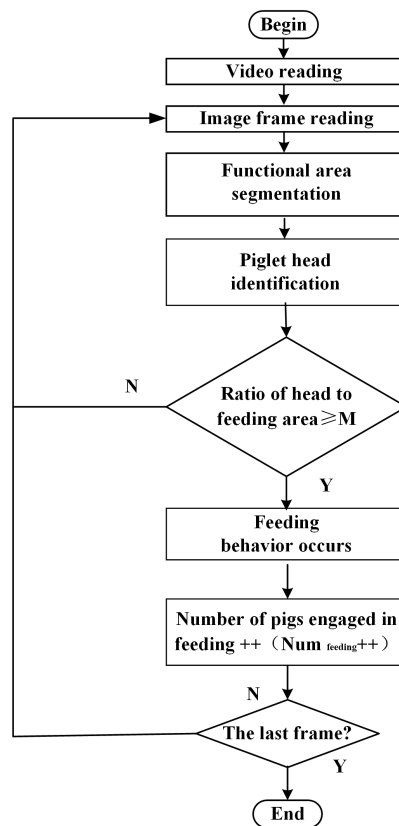 Begin
Video reading
Image frame reading
Functional area
segmentation
Piglet head
identification
N
Ratio of head to
feeding area≥M
Y
Feeding
behavior occurs
Number of pigs engaged in
feeding ++（Num feeding++）
N
The last frame?
Y
End